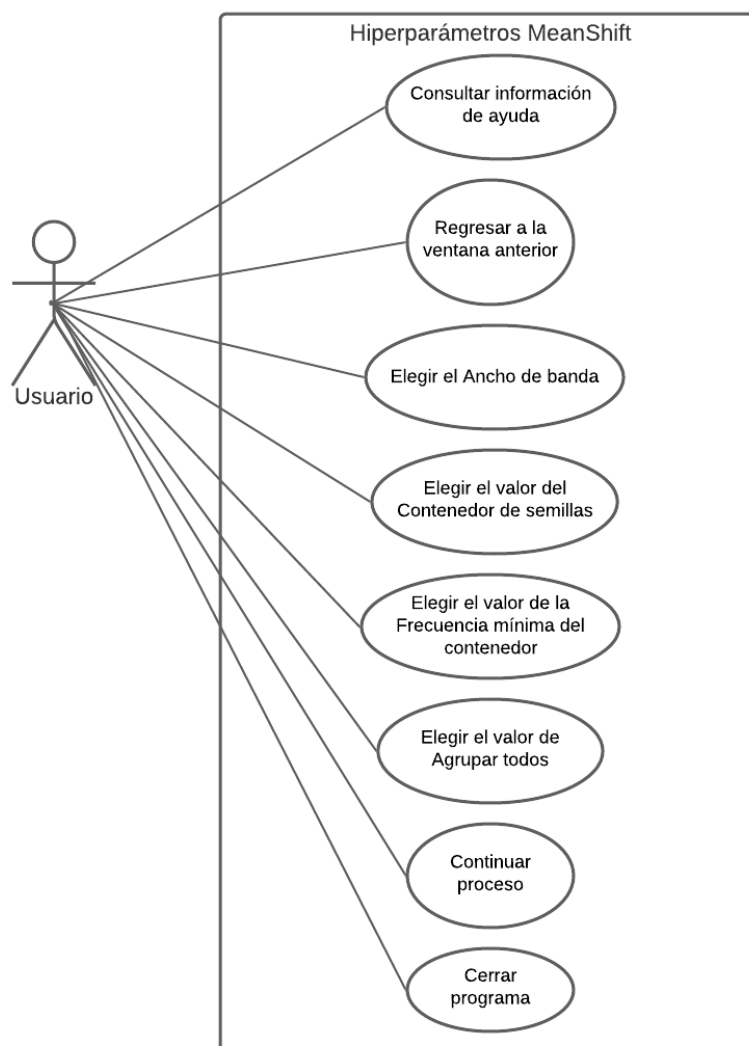 Hiperparámetros MeanShift
Consultar información
de ayuda
Regresar a la
ventana anterior
Usuario
Elegir el Ancho de banda
Elegir el valor del
Contenedor de semillas
Elegir el valor de la
Frecuencia mínima del
contenedor
Elegir el valor de
Agrupar todos
Continuar
proceso
Cerrar
programa